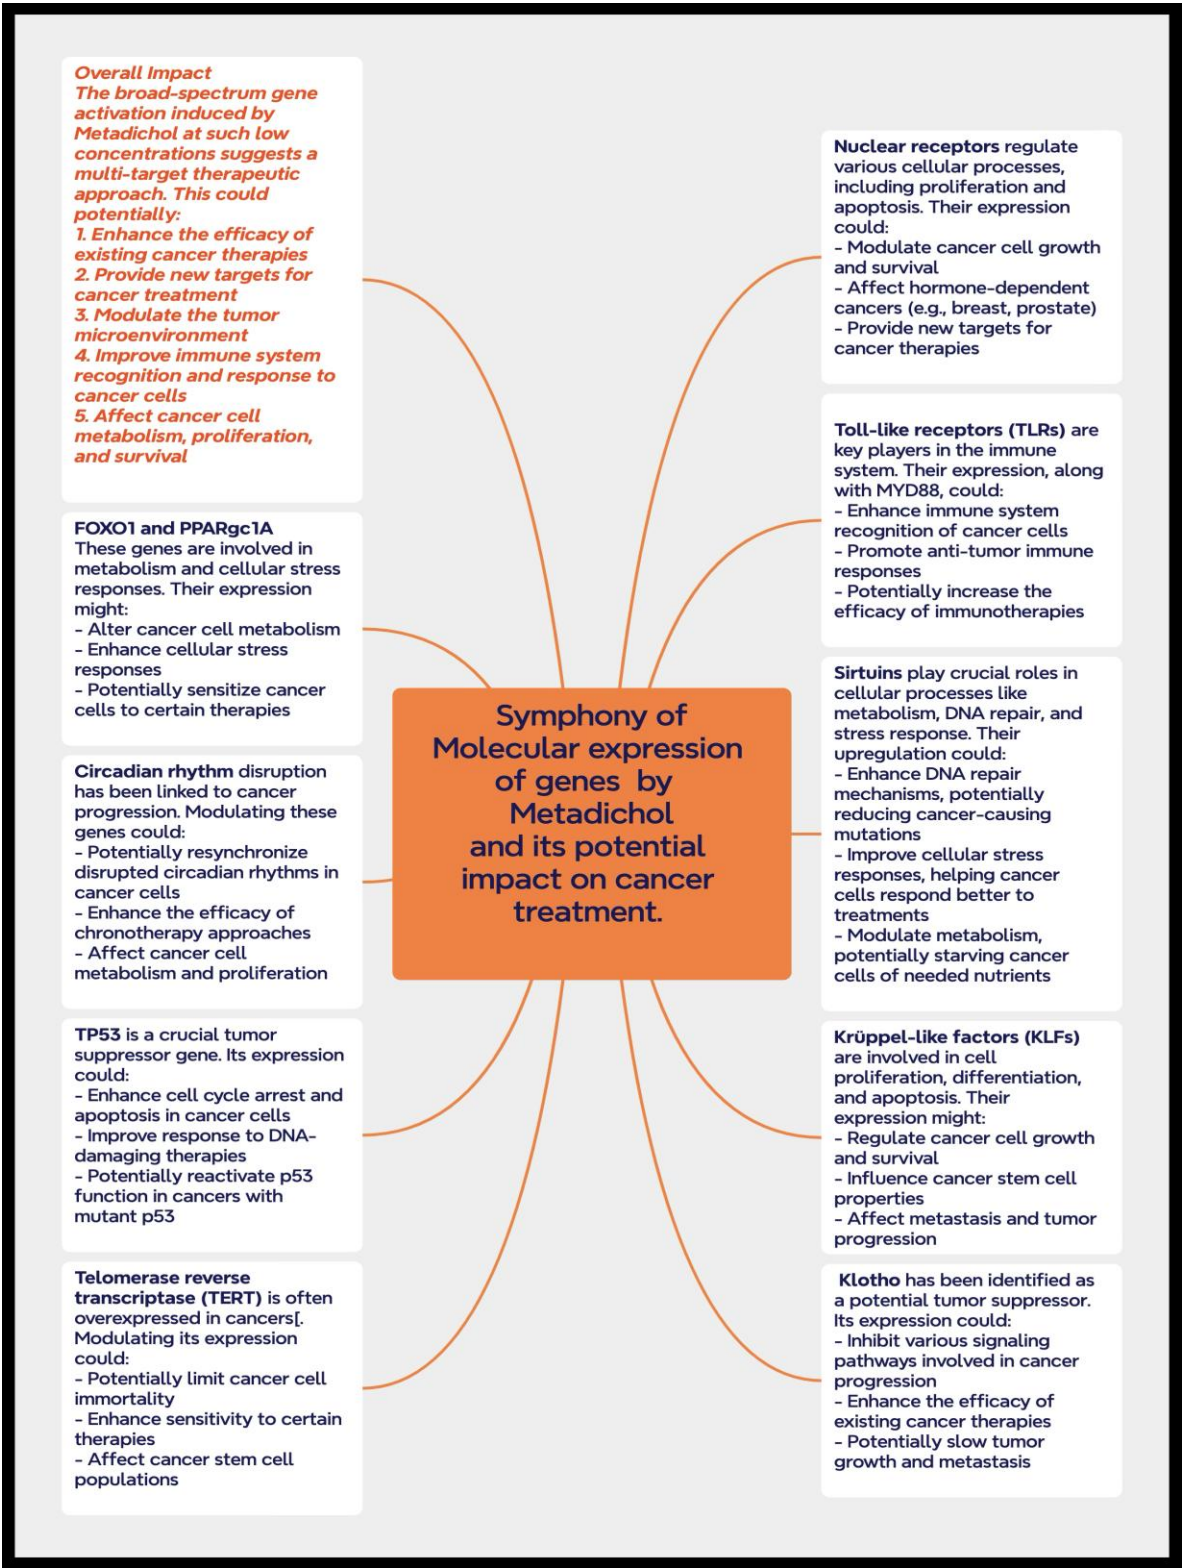 Overall Impact
The broad-spectrum gene
activation induced by
Metadichol at such low
concentrations suggests a
multi-target therapeutic
approach. This could
potentially:
1. Enhance the efficacy of
existing cancer therapies
2. Provide new targets for
cancer treatment
3. Modulate the tumor
microenvironment
4. Improve immune system
recognition and response to
cancer cells
5. Affect cancer cell
metabolism, proliferation,
and survival
FOXO1 and PPARgc1A
These genes are involved in
metabolism and cellular stress
responses. Their expression
might:
- Alter cancer cell metabolism
- Enhance cellular stress
responses
- Potentially sensitize cancer
cells to certain therapies
Circadian rhythm disruption
has been linked to cancer
progression. Modulating these
genes could:
- Potentially resynchronize
disrupted circadian rhythms in
cancer cells
- Enhance the efficacy of
chronotherapy approaches
- Affect cancer cell
metabolism and proliferation
TP53 is a crucial tumor
suppressor gene. Its expression
could:
- Enhance cell cycle arrest and
apoptosis in cancer cells
- Improve response to DNA-
damaging therapies
- Potentially reactivate p53
function in cancers with
mutant p53
Telomerase reverse
transcriptase (TERT) is often
overexpressed in cancers[.
Modulating its expression
could:
- Potentially limit cancer cell
immortality
- Enhance sensitivity to certain
therapies
- Affect cancer stem cell
populations
Symphony of
Molecular expression
of genes by
Metadichol
and its potential
impact on cancer
treatment.
Nuclear receptors regulate
various cellular processes,
including proliferation and
apoptosis. Their expression
could:
- Modulate cancer cell growth
and survival
- Affect hormone-dependent
cancers (e.g., breast, prostate)
- Provide new targets for
cancer therapies
Toll-like receptors (TLRs) are
key players in the immune
system. Their expression, along
with MYD88, could:
- Enhance immune system
recognition of cancer cells
- Promote anti-tumor immune
responses
- Potentially increase the
efficacy of immunotherapies
Sirtuins play crucial roles in
cellular processes like
metabolism, DNA repair, and
stress response. Their
upregulation could:
- Enhance DNA repair
mechanisms, potentially
reducing cancer-causing
mutations
- Improve cellular stress
responses, helping cancer
cells respond better to
treatments
- Modulate metabolism,
potentially starving cancer
cells of needed nutrients
Krüppel-like factors (KLFs)
are involved in cell
proliferation, differentiation,
and apoptosis. Their
expression might:
- Regulate cancer cell growth
and survival
- Influence cancer stem cell
properties
- Affect metastasis and tumor
progression
Klotho has been identified as
a potential tumor suppressor.
Its expression could:
- Inhibit various signaling
pathways involved in cancer
progression
- Enhance the efficacy of
existing cancer therapies
- Potentially slow tumor
growth and metastasis